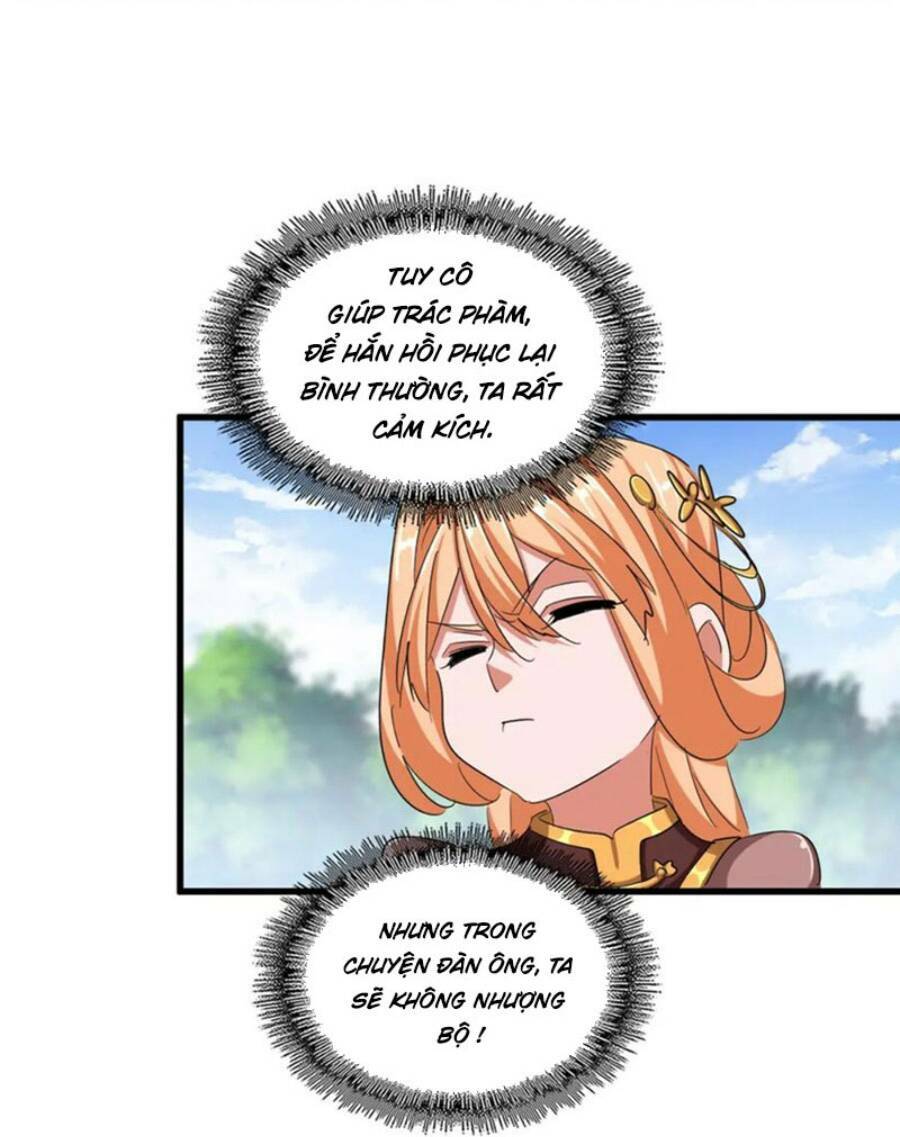 TUY CÔ
GIÚP TRÁC PHÀM,
ĐỂ HẮN HỒI PHỤC LẠI
BÌNH THƯỜNG, TA RẤT
CẢM KÍCH.
NHƯNG TRONG
CHUYỆN ĐÀN ÔNG, TA
SẼ KHÔNG NHƯỢNG
BỘ !